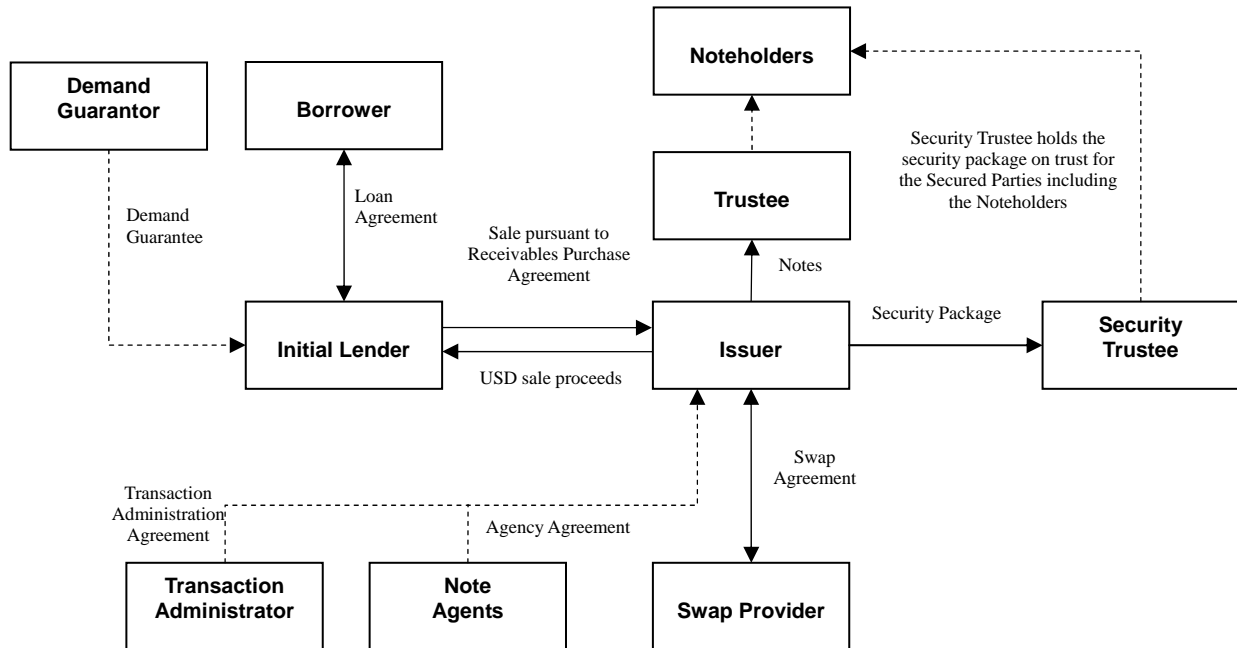 Noteholders
Demand
Guarantor
Borrower
Security Trustee holds the
security package on trust for
the Secured Parties including
the Noteholders
Trustee
Loan
Agreement
Demand
Guarantee
Sale pursuant to
Receivables Purchase
Agreement
Notes
Security Package
Initial Lender
Issuer
Security
Trustee
USD sale proceeds
Swap
Agreement
Transaction
Administration
Agreement
Agency Agreement
Transaction
Administrator
Note
Agents
Swap Provider